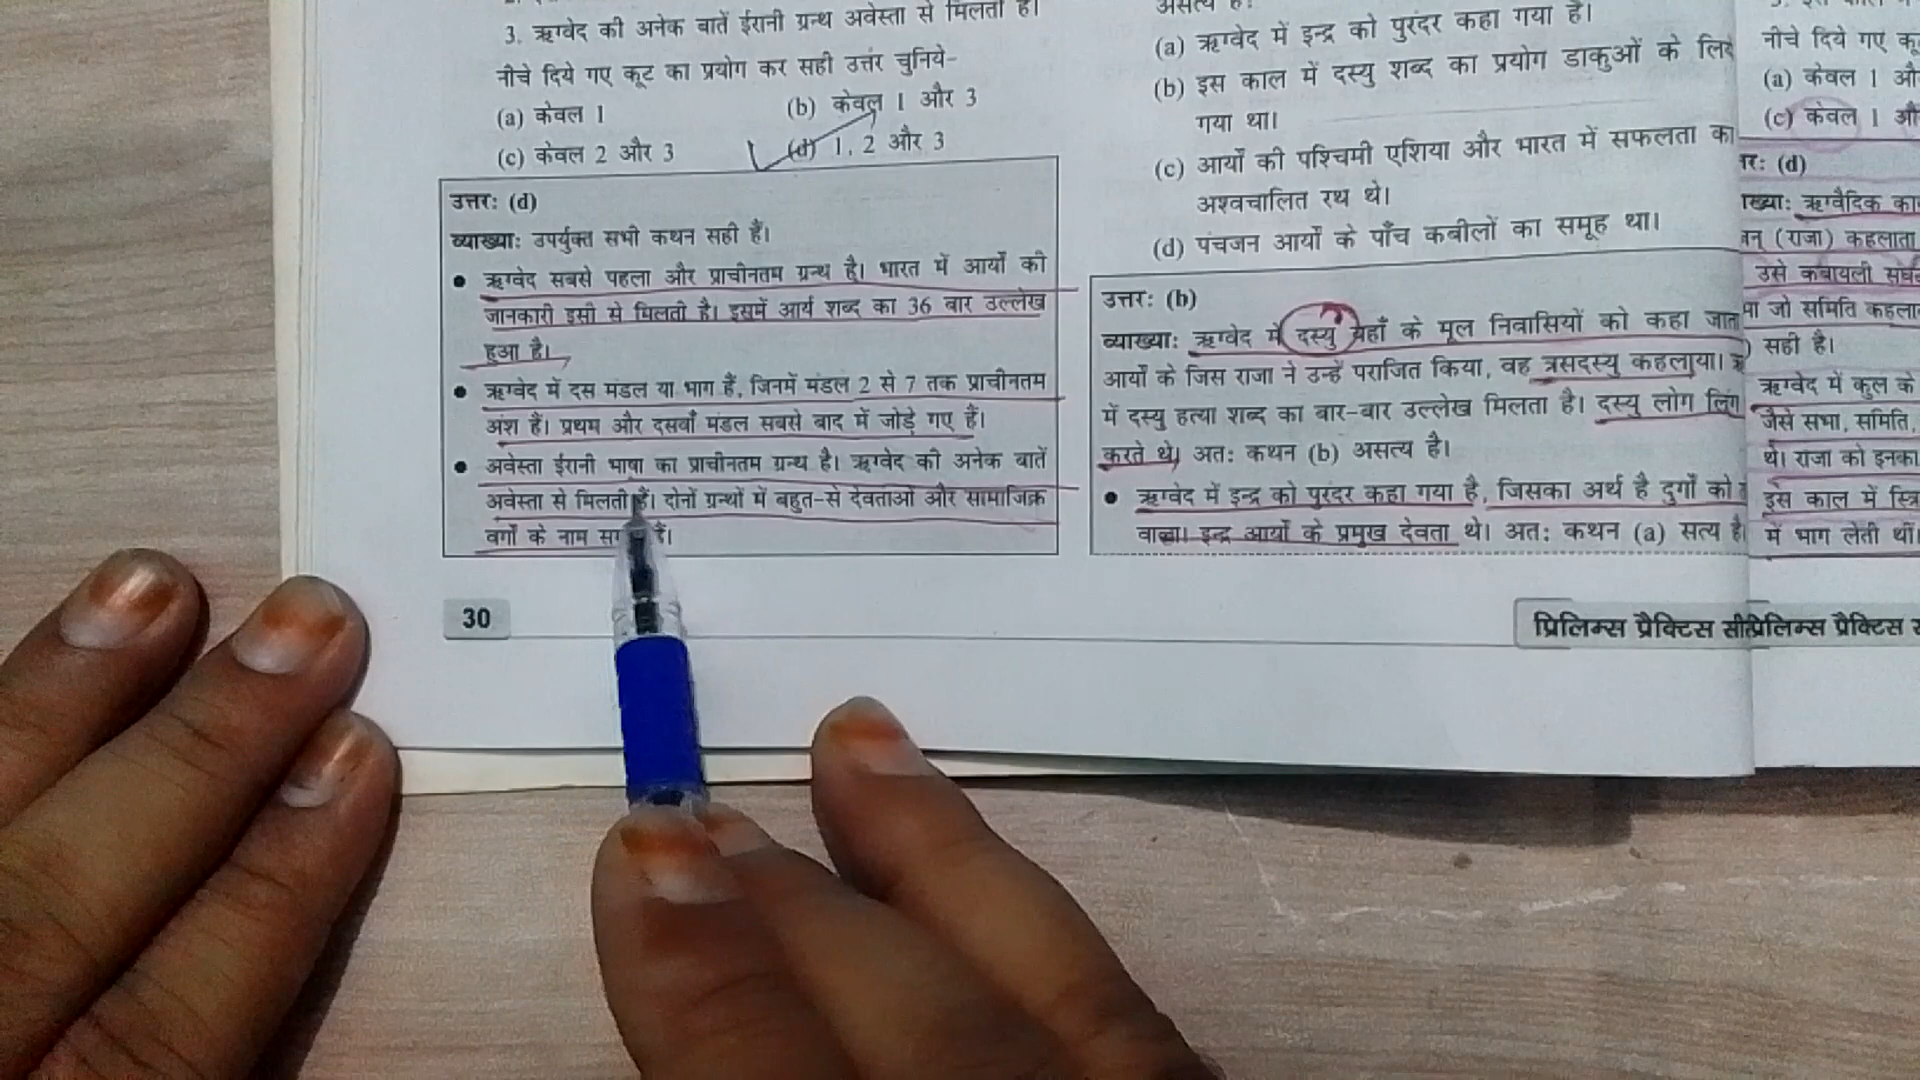 3. ऋग्वेद की अनेक बातें ईरानी ग्रन्थ अवेस्ता से मिलती हैं।
नीचे दिये गए कूट का प्रयोग कर सही उत्तर चुनिये-
(a) केवल 1
(b) केवल 1 और 3
(c) केवल 2 और 3
(d) 1, 2 और 3
उत्तर: (d)
व्याख्या: उपर्युक्त सभी कथन सही हैं।
• ऋग्वेद सबसे पहला और प्राचीनतम ग्रन्थ है। भारत में आर्यों की
जानकारी इसी से मिलती है। इसमें आर्य शब्द का 36 बार उल्लेख
हुआ है।
• ऋग्वेद में दस मंडल या भाग हैं, जिनमें मंडल 2 से 7 तक प्राचीनतम
अंश हैं। प्रथम और दसवाँ मंडल सबसे बाद में जोड़े गए हैं।
• अवेस्ता ईरानी भाषा का प्राचीनतम ग्रन्थ है। ऋग्वेद की अनेक बातें
अवेस्ता से मिलती हैं। दोनों ग्रन्थों में बहुत-से देवताओं और सामाजिक
वर्गों के नाम हैं।
30
(a) ऋग्वेद में इन्द्र को पुरंदर कहा गया है।
(b) इस काल में दस्यु शब्द का प्रयोग डाकुओं के लिये
गया था।
(c) आर्यों की पश्चिमी एशिया और भारत में सफलता का
अश्वचालित रथ थे।
(d) पंचजन आर्यों के पाँच कबीलों का समूह था।
उत्तर: (b)
व्याख्या: ऋग्वेद में दस्यु यहाँ के मूल निवासियों को कहा जाता
आर्यों के जिस राजा ने उन्हें पराजित किया, वह त्रसदस्यु कहलाया।
में दस्यु हत्या शब्द का बार-बार उल्लेख मिलता है। दस्यु लोग लिंग
करते थे। अत: कथन (b) असत्य है।
• ऋग्वेद में इन्द्र को पुरंदर कहा गया है, जिसका अर्थ है दुर्गों को
वाला। इन्द्र आर्यों के प्रमुख देवता थे। अत: कथन (a) सत्य है।
प्रिलिम्स प्रैक्टिस
नीचे दिये गए
(a) केवल 1
(c) केवल 1
(d)
ऋग्वैदिक
(राजा) कहलाता
उसे कबायली
जो समिति
सही है।
ऋग्वेद में कुल
जैसे सभा, समिति,
थे। राजा को इनका
इस काल में
में भाग लेती थीं।
प्रिलिम्स प्रैक्टिस